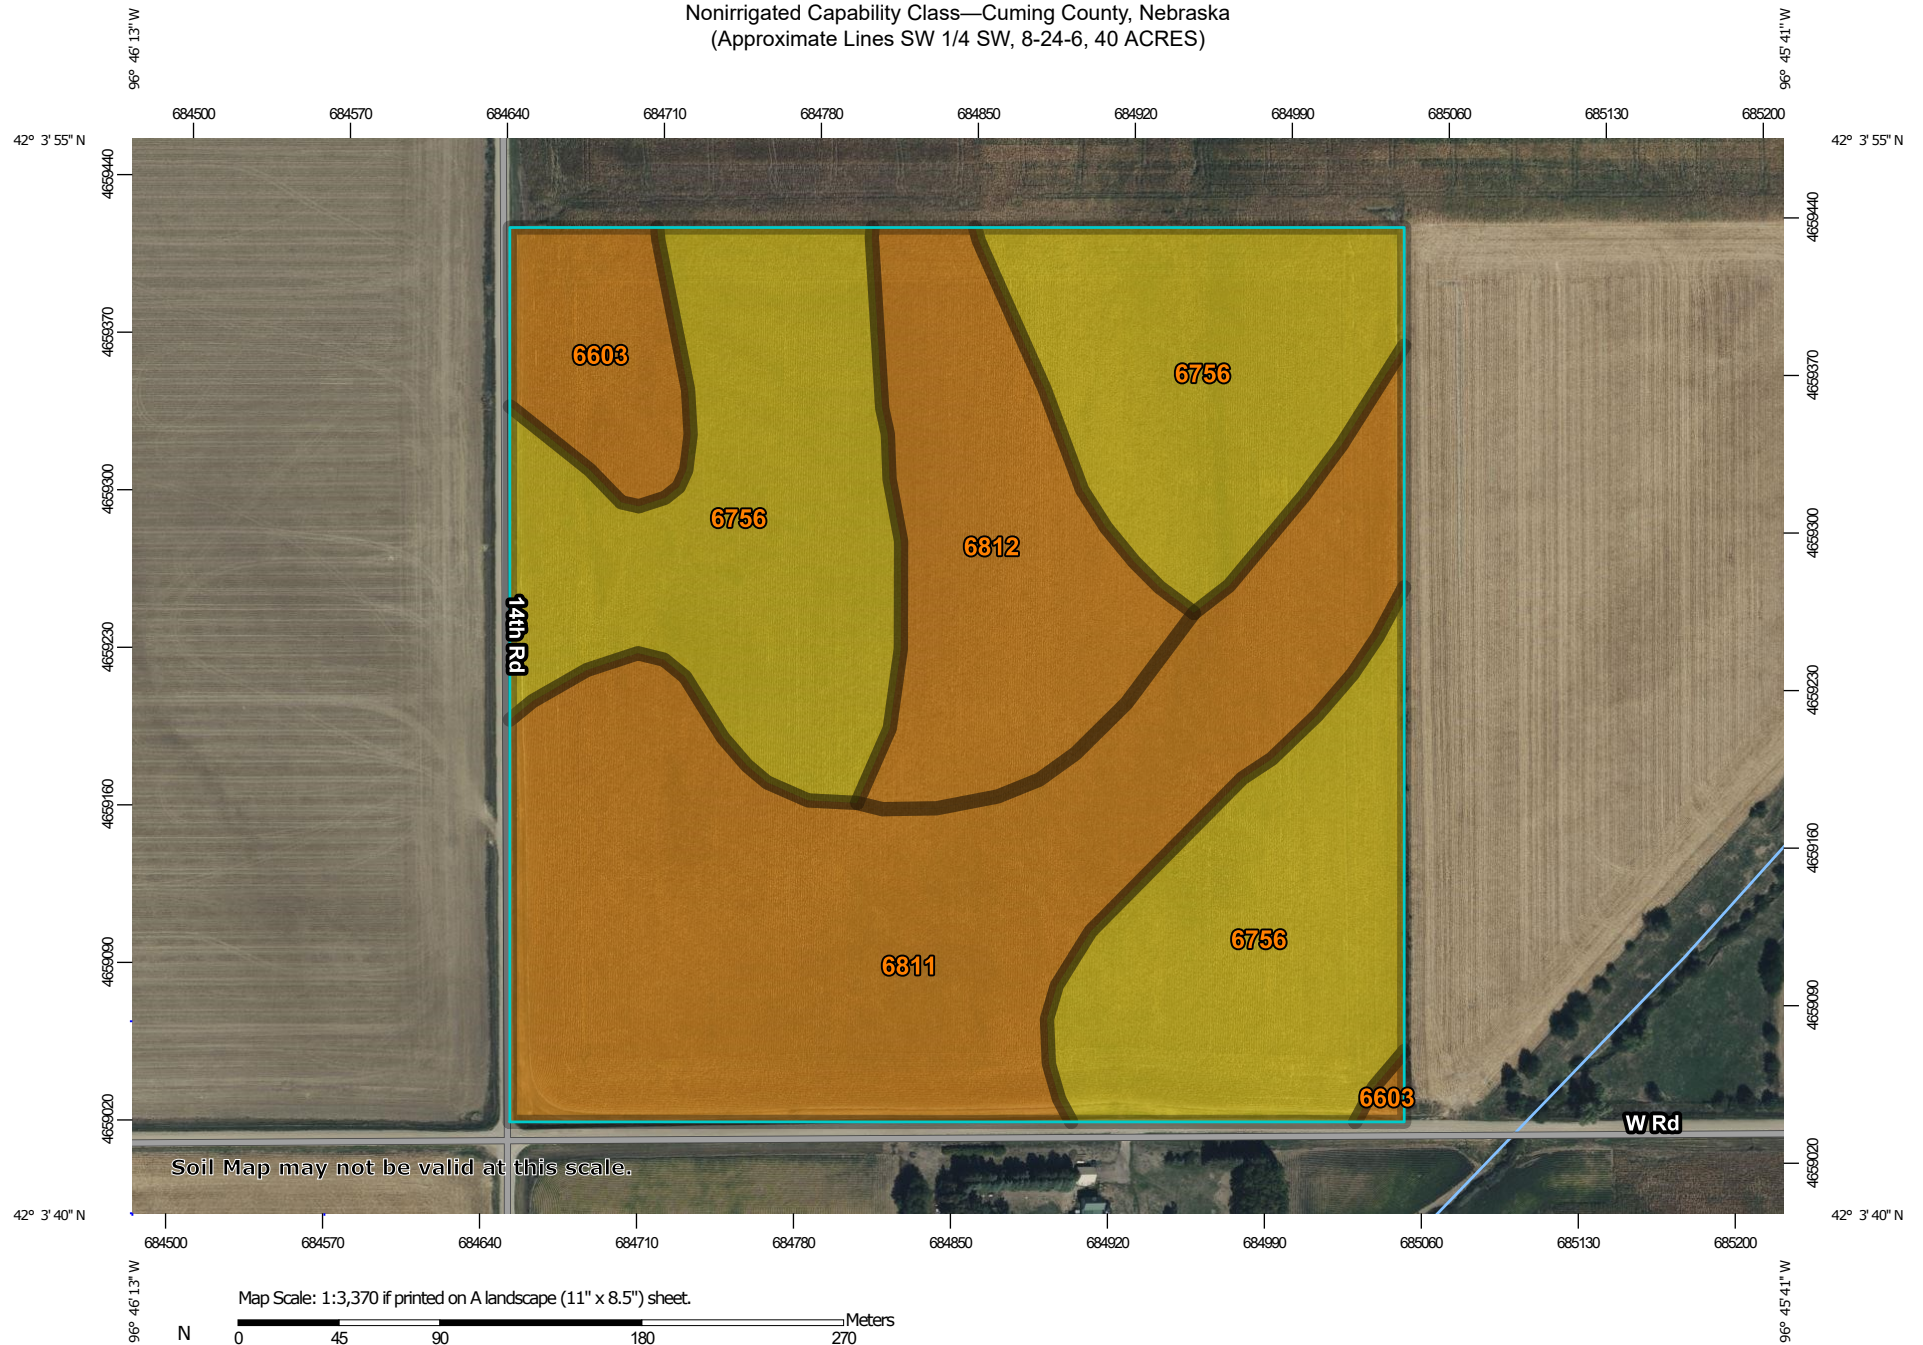 Nonirrigated Capability Class—Cuming County, Nebraska
(Approximate Lines SW 1/4 SW, 8-24-6, 40 ACRES)
96° 46' 13" W
96° 45' 41" W
684500 684570 684640 684710 684780 684850 684920 684990 685060 685130 685200
42° 3' 55" N
42° 3' 55" N
4659440
4659440
4659370
4659370
6603
6756
4659300
4659300
6756
6812
14th Rd
4659230
4659230
4659160
4659160
6756
6811
4659090
4659090
6603
4659020
4659020
W Rd
Soil Map may not be valid at this scale.
42° 3' 40" N
42° 3' 40" N
684500 684570 684640 684710 684780 684850 684920 684990 685060 685130 685200
96° 46' 13" W
96° 45' 41" W
Map Scale: 1:3,370 if printed on A landscape (11" x 8.5") sheet.
N
Meters
0 45 90 180 270